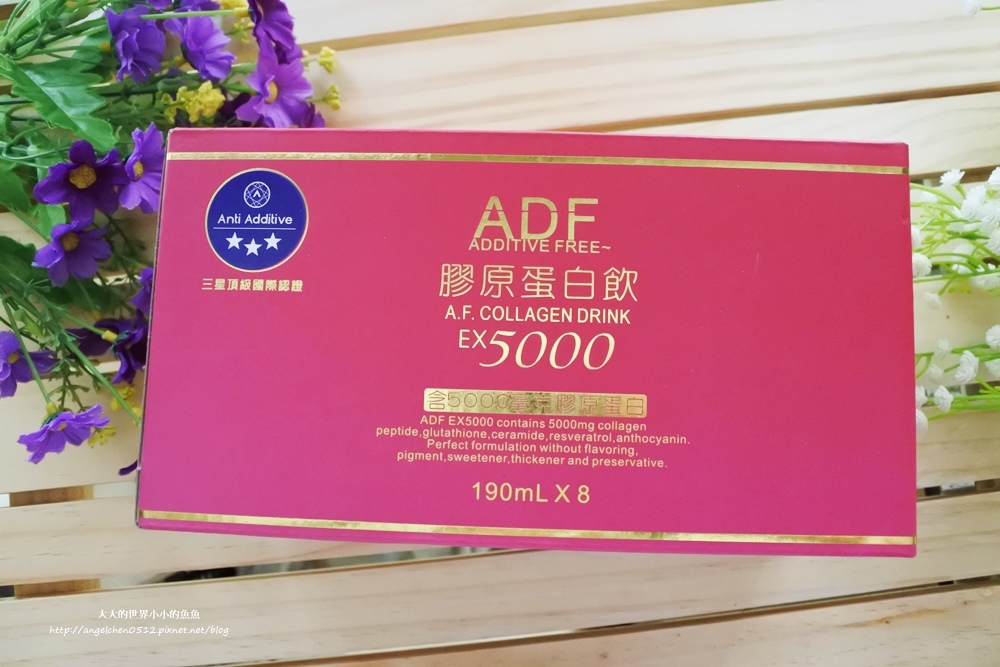 Anti Additive
三星頂級國際認證
ADF
ADDITIVE FREE~
膠原蛋白飲
A.F. COLLAGEN DRINK
EX5000
含5000毫克膠原蛋白
ADF EX5000 contains 5000mg collagen
peptide,glutathione,ceramide,resveratrol,anthocyanin.
Perfect formulation without flavoring,
pigment,sweetener,thickener and preservative.
190mL X 8
大大的世界小小的魚魚
http://angelchen0512.pixnet.net/blog